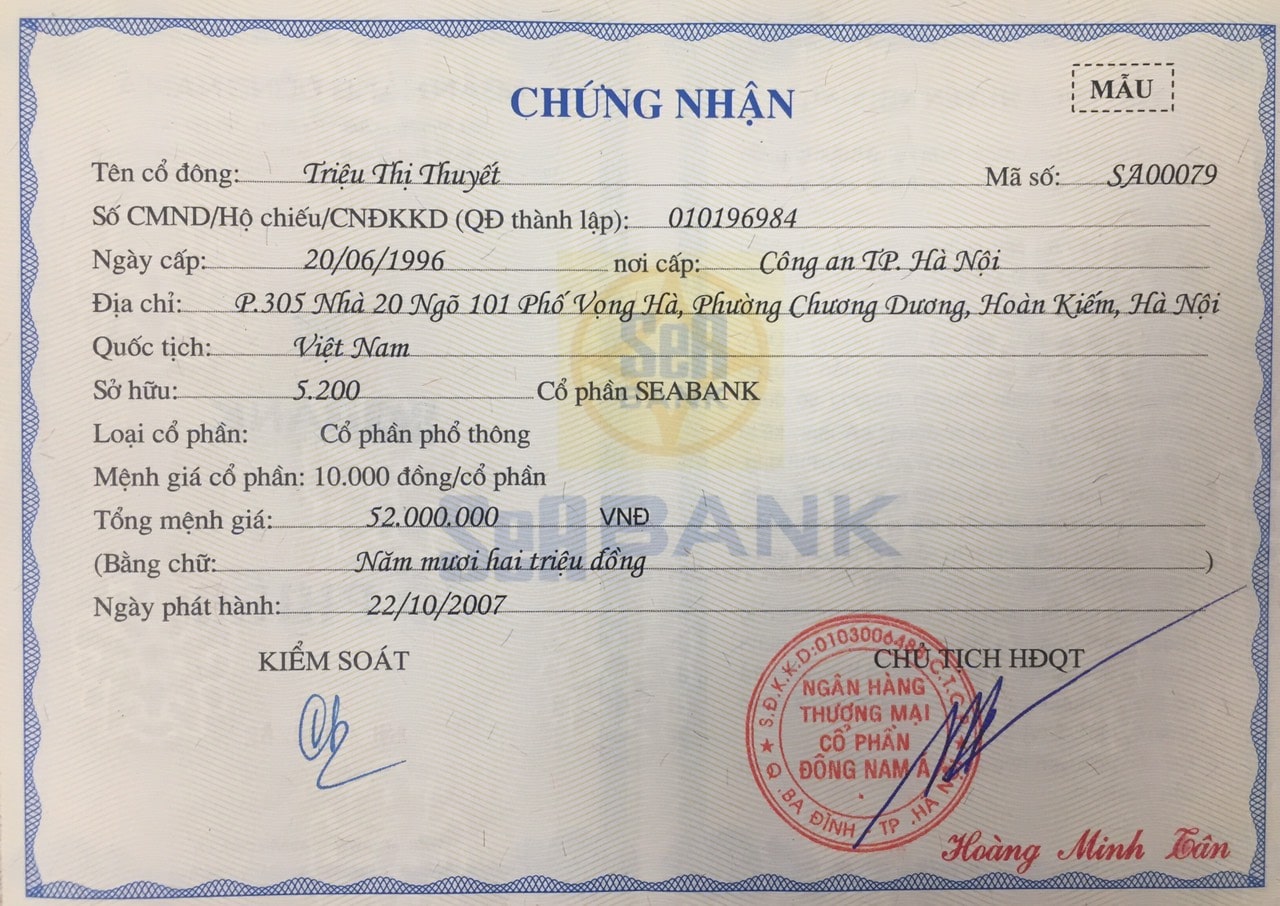 CHỨNG NHẬN
MẪU
Tên cổ đông: Triệu Thị Thuyết Mã số: SA00079
Số CMND/Hộ chiếu/CNĐKKD (QĐ thành lập): 010196984
Ngày cấp: 20/06/1996 nơi cấp: Công an TP. Hà Nội
Địa chỉ: P.305 Nhà 20 Ngõ 101 Phố Vọng Hà, Phường Chương Dương, Hoàn Kiếm, Hà Nội
Quốc tịch: Việt Nam
Sở hữu: 5.200 Cổ phần SEABANK
Loại cổ phần: Cổ phần phổ thông
Mệnh giá cổ phần: 10.000 đồng/cổ phần
Tổng mệnh giá: 52.000.000 VNĐ
(Bằng chữ: Năm mươi hai triệu đồng )
Ngày phát hành: 22/10/2007
SeA
BANK
SeABANK
KIỂM SOÁT
CHỦ TỊCH HĐQT
S.Đ.K.K.D:0103006488 C.T.C.P
NGÂN HÀNG
THƯƠNG MẠI
CỔ PHẦN
ĐÔNG NAM Á
Q.BA ĐÌNH TP.HÀ NỘI
Hoàng Minh Tân